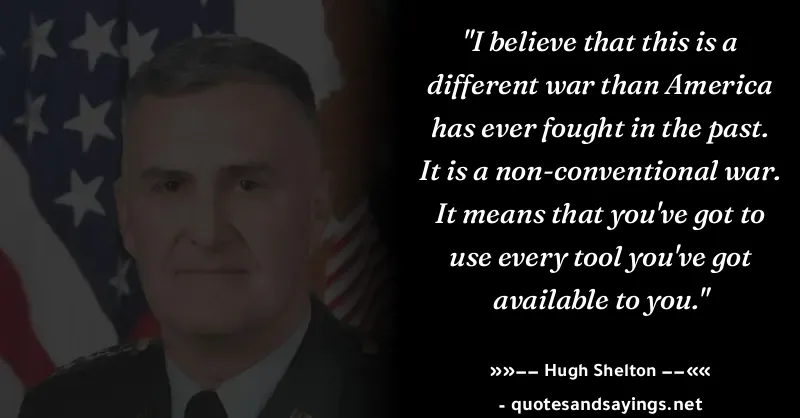 "I believe that this is a
different war than America
has ever fought in the past.
It is a non-conventional war.
It means that you've got to
use every tool you've got
available to you."
»»—— Hugh Shelton ——««
- quotesandsayings.net